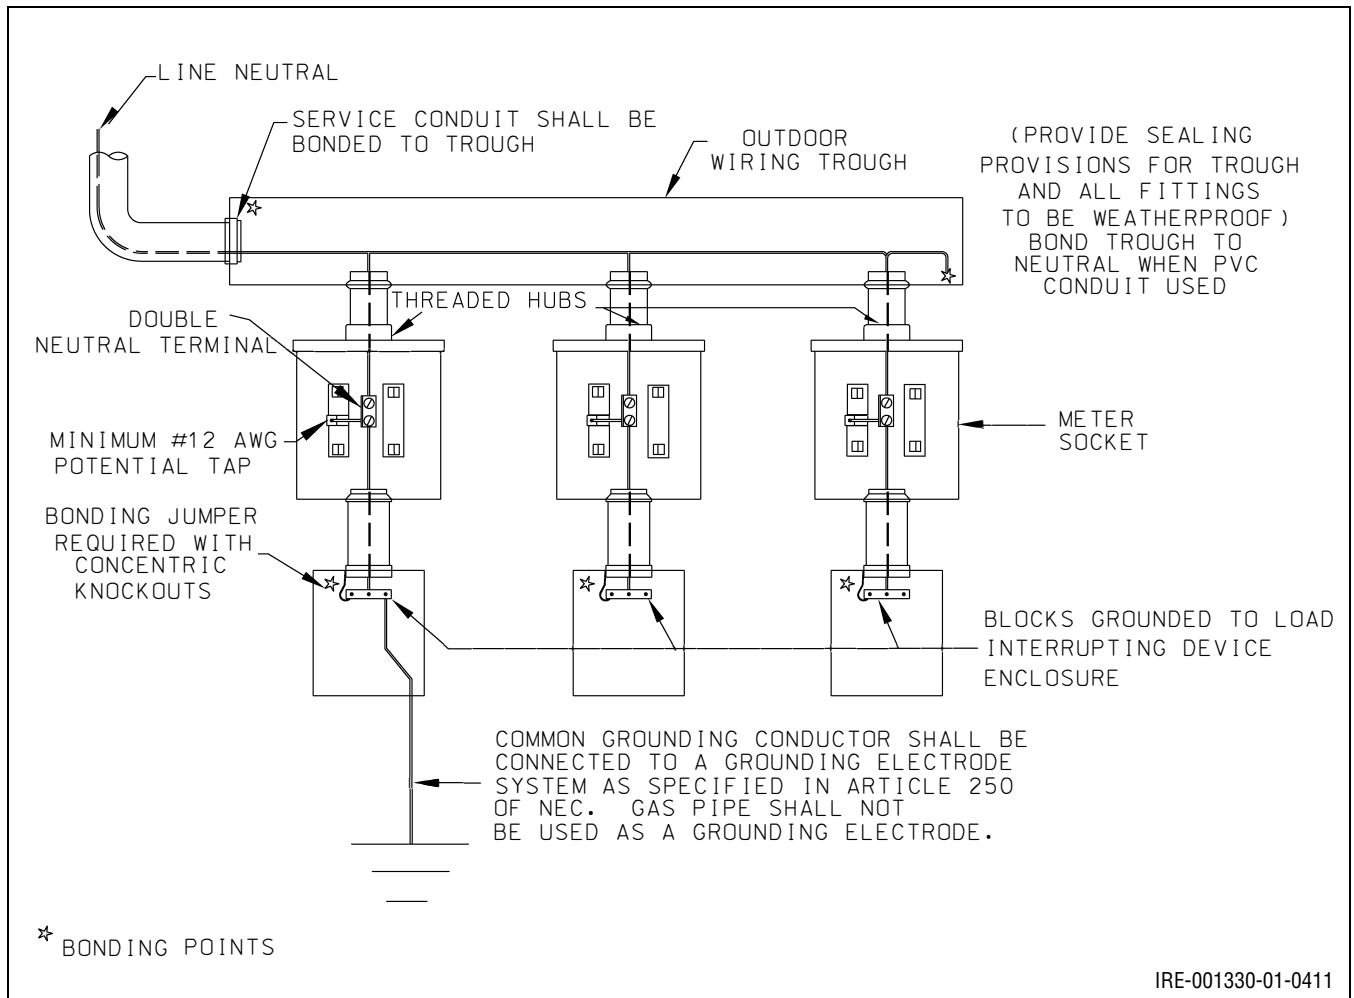 LINE NEUTRAL
SERVICE CONDUIT SHALL BE
BONDED TO TROUGH
OUTDOOR
WIRING TROUGH
(PROVIDE SEALING
PROVISIONS FOR TROUGH
AND ALL FITTINGS
TO BE WEATHERPROOF)
BOND TROUGH TO
NEUTRAL WHEN PVC
CONDUIT USED
THREADED HUBS
DOUBLE
NEUTRAL TERMINAL
MINIMUM #12 AWG
POTENTIAL TAP
METER
SOCKET
BONDING JUMPER
REQUIRED WITH
CONCENTRIC
KNOCKOUTS
BLOCKS GROUNDED TO LOAD
INTERRUPTING DEVICE
ENCLOSURE
COMMON GROUNDING CONDUCTOR SHALL BE
CONNECTED TO A GROUNDING ELECTRODE
SYSTEM AS SPECIFIED IN ARTICLE 250
OF NEC. GAS PIPE SHALL NOT
BE USED AS A GROUNDING ELECTRODE.
BONDING POINTS
IRE-001330-01-0411